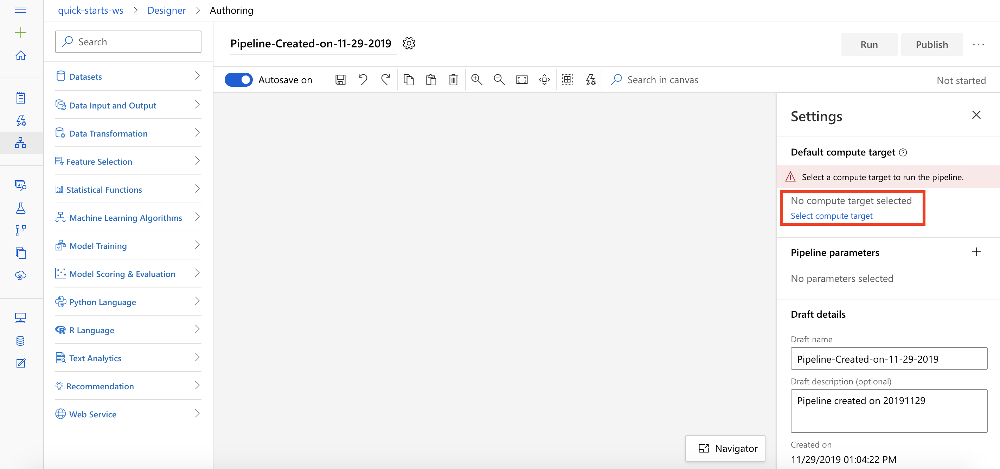 quick-starts-ws > Designer > Authoring
Search
Pipeline-Created-on-11-29-2019
Run
Publish
Autosave on
Search in canvas
Not started
Datasets
Data Input and Output
Data Transformation
Feature Selection
Statistical Functions
Machine Learning Algorithms
Model Training
Model Scoring & Evaluation
Python Language
R Language
Text Analytics
Recommendation
Web Service
Navigator
Settings
Default compute target
Select a compute target to run the pipeline.
No compute target selected
Select compute target
Pipeline parameters
No parameters selected
Draft details
Draft name
Pipeline-Created-on-11-29-2019
Draft description (optional)
Pipeline created on 20191129
Created on
11/29/2019 01:04:22 PM